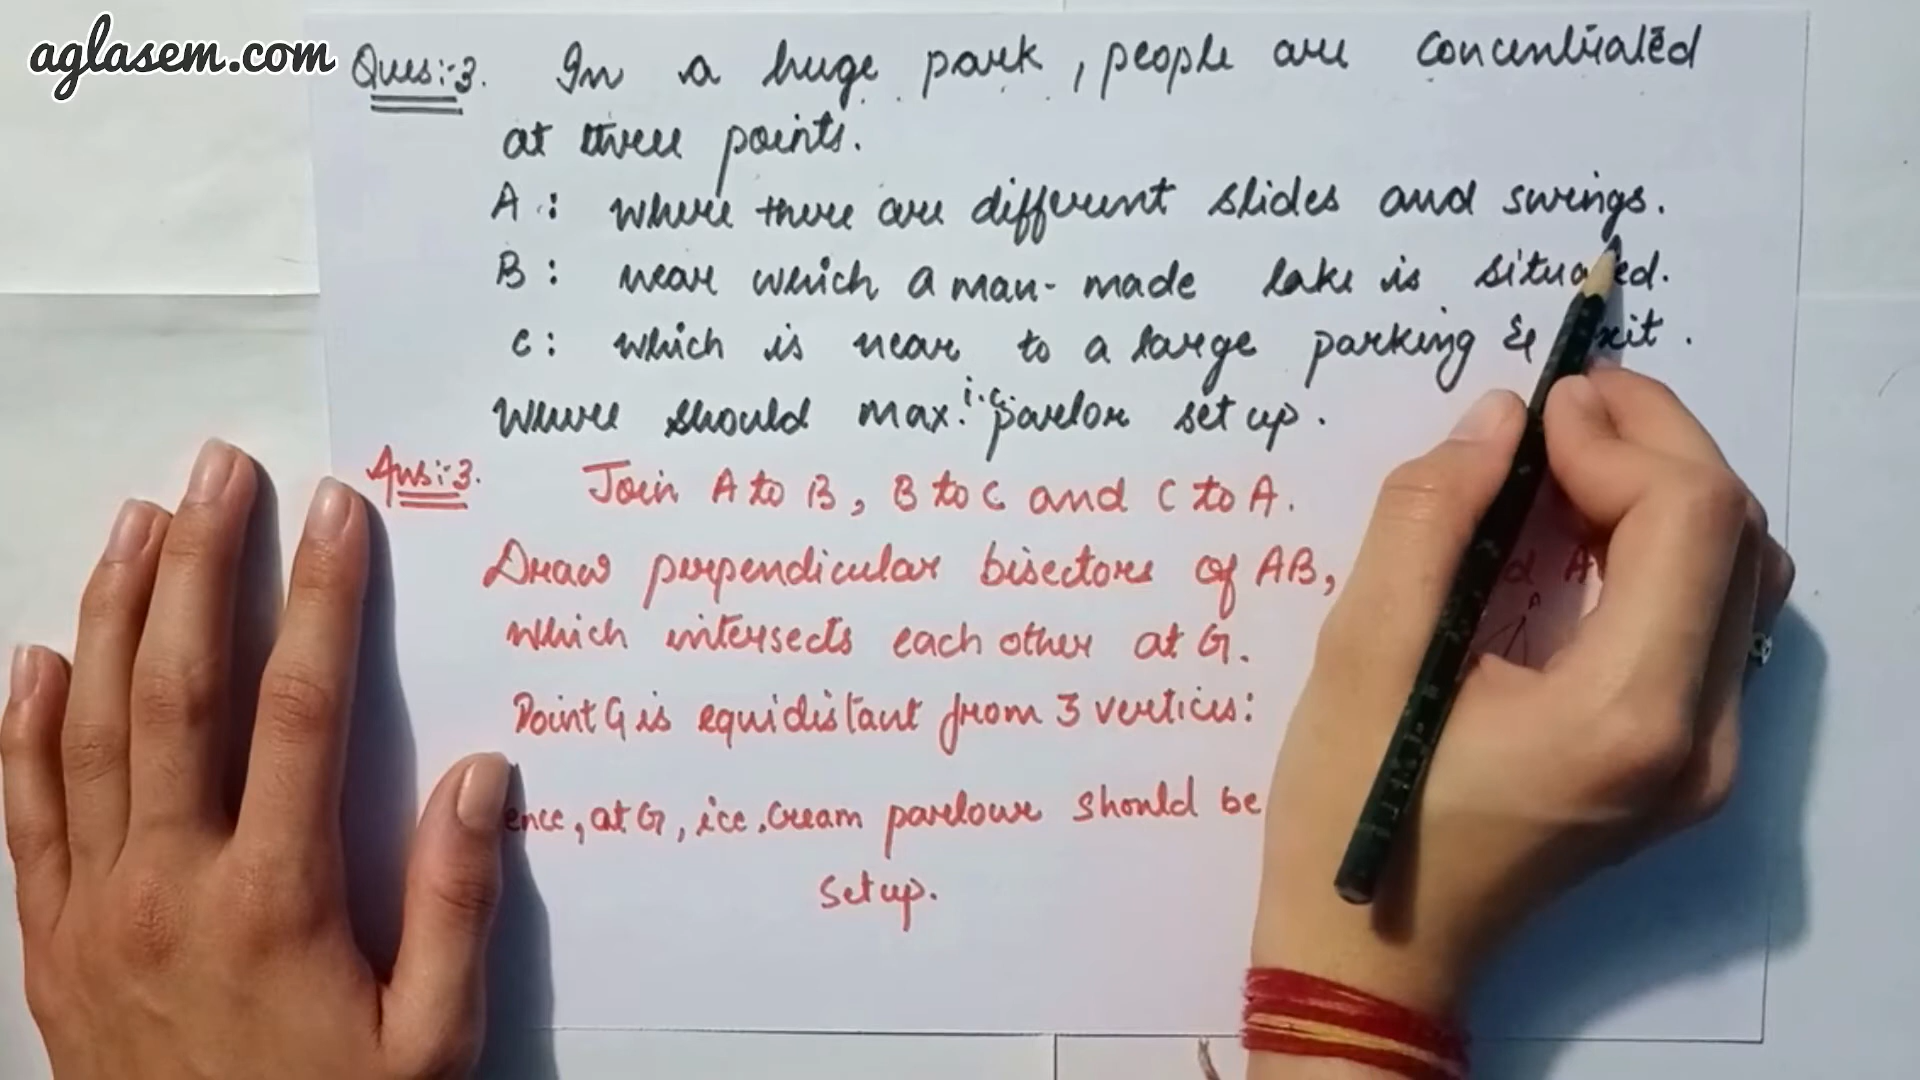 aglasem.com
Ques:-3. In a huge park, people are concentrated
at three points.
A: where there are different slides and swings.
B: near which a man-made lake is situated.
C: which is near to a large parking & exit.
Where should max. i.c. parlor set up.
Ans:-3. Join A to B, B to C and C to A.
Draw perpendicular bisectors of AB,
A
which intersects each other at G.
Point G is equidistant from 3 vertices:
ence, at G, ice.cream parlour should be
set up.